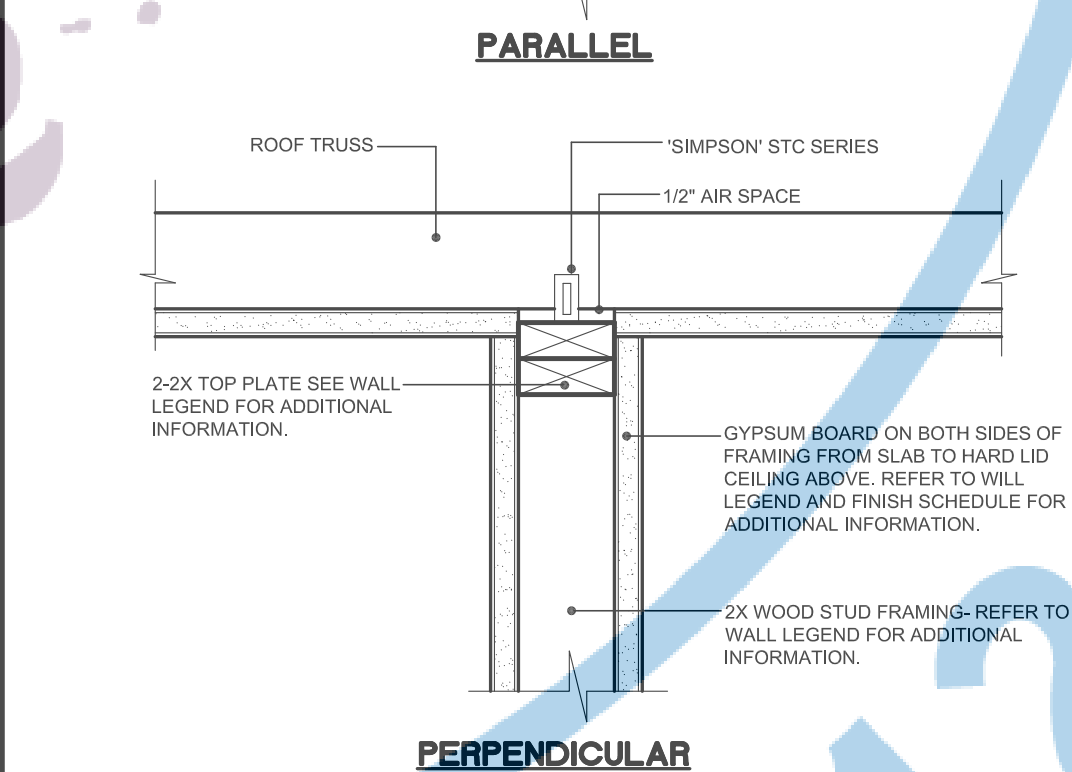 PARALLEL
ROOF TRUSS
'SIMPSON' STC SERIES
1/2" AIR SPACE
2-2X TOP PLATE SEE WALL
LEGEND FOR ADDITIONAL
INFORMATION.
GYPSUM BOARD ON BOTH SIDES OF
FRAMING FROM SLAB TO HARD LID
CEILING ABOVE. REFER TO WILL
LEGEND AND FINISH SCHEDULE FOR
ADDITIONAL INFORMATION.
2X WOOD STUD FRAMING- REFER TO
WALL LEGEND FOR ADDITIONAL
INFORMATION.
PERPENDICULAR